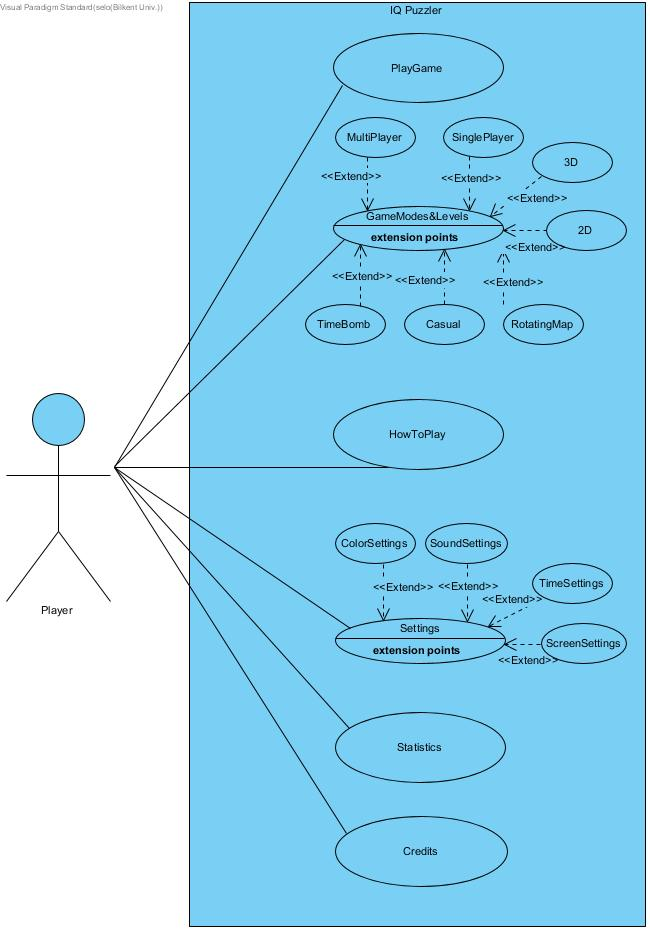 Visual Paradigm Standard(selo(Bilkent Univ.))
IQ Puzzler
PlayGame
MultiPlayer
SinglePlayer
3D
<<Extend>>
<<Extend>>
<<Extend>>
GameModes&Levels
extension points
2D
<<Extend>>
<<Extend>>
<<Extend>>
<<Extend>>
TimeBomb
Casual
RotatingMap
HowToPlay
ColorSettings
SoundSettings
TimeSettings
<<Extend>>
<<Extend>>
<<Extend>>
Player
Settings
extension points
ScreenSettings
<<Extend>>
Statistics
Credits